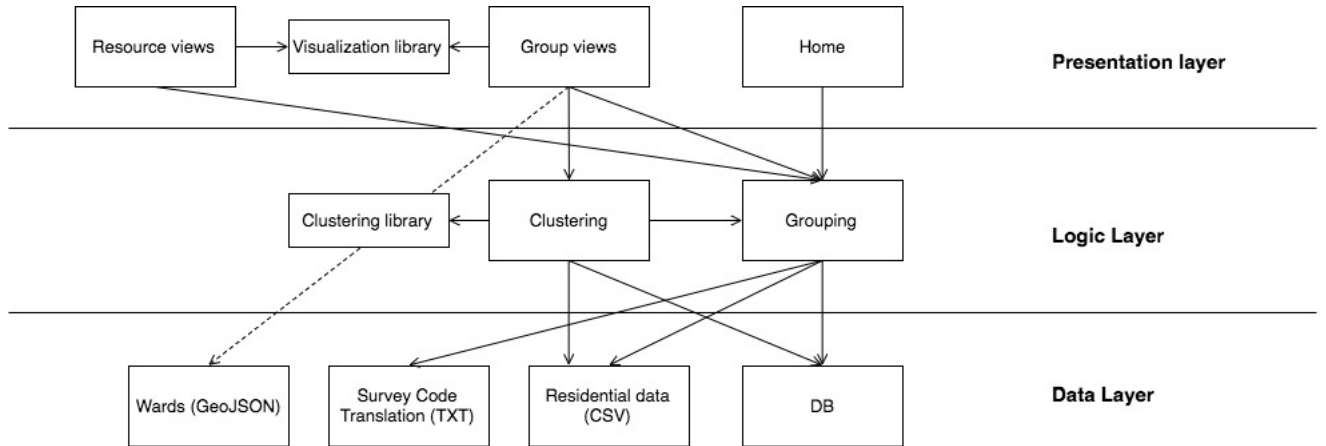 Resource views
Visualization library
Group views
Home
Presentation layer
Clustering library
Clustering
Grouping
Logic Layer
Wards (GeoJSON)
Survey Code
Translation (TXT)
Residential data
(CSV)
DB
Data Layer